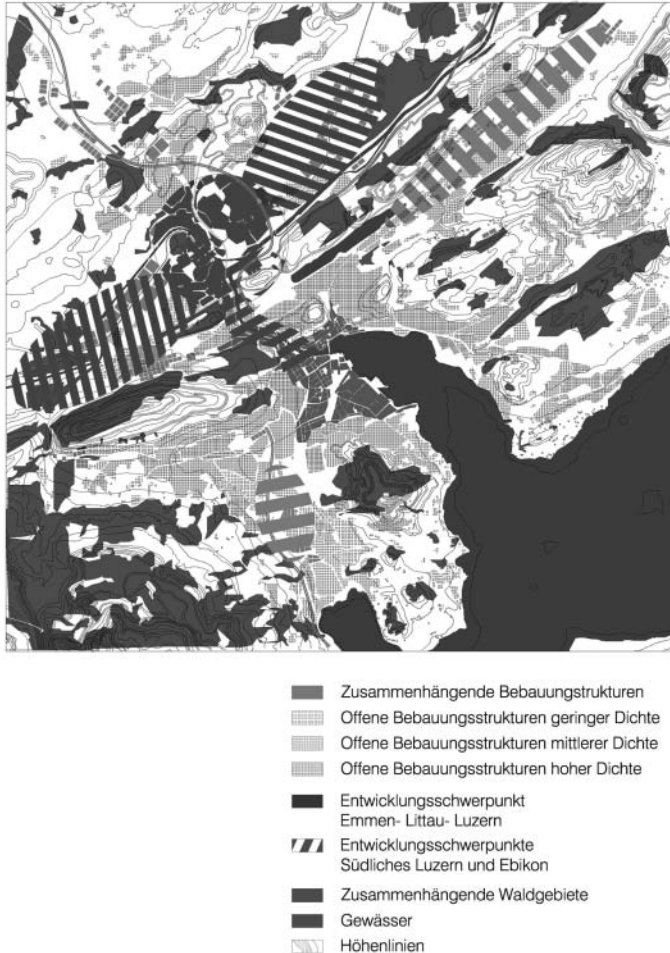 Zusammenhängende Bebauungstrukturen
Offene Bebauungsstrukturen geringer Dichte
Offene Bebauungsstrukturen mittlerer Dichte
Offene Bebauungsstrukturen hoher Dichte
Entwicklungsschwerpunkt
Emmen- Littau- Luzern
Entwicklungsschwerpunkte
Südliches Luzern und Ebikon
Zusammenhängende Waldgebiete
Gewässer
Höhenlinien